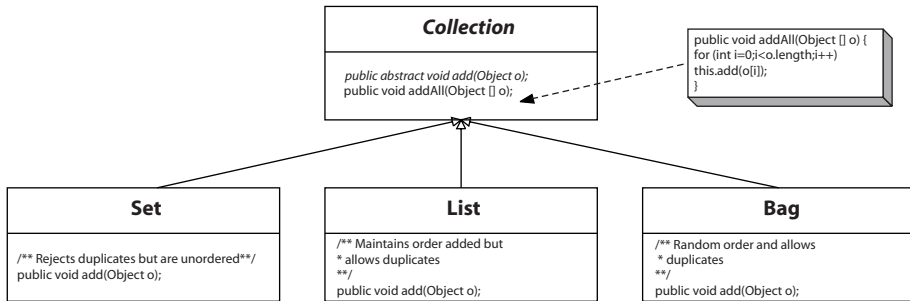 Collection
public abstract void add(Object o);
public void addAll(Object [] o);
public void addAll(Object [] o) {
for (int i=0;i<o.length;i++)
this.add(o[i]);
}
Set
/** Rejects duplicates but are unordered**/
public void add(Object o);
List
/** Maintains order added but
* allows duplicates
**/
public void add(Object o);
Bag
/** Random order and allows
* duplicates
**/
public void add(Object o);